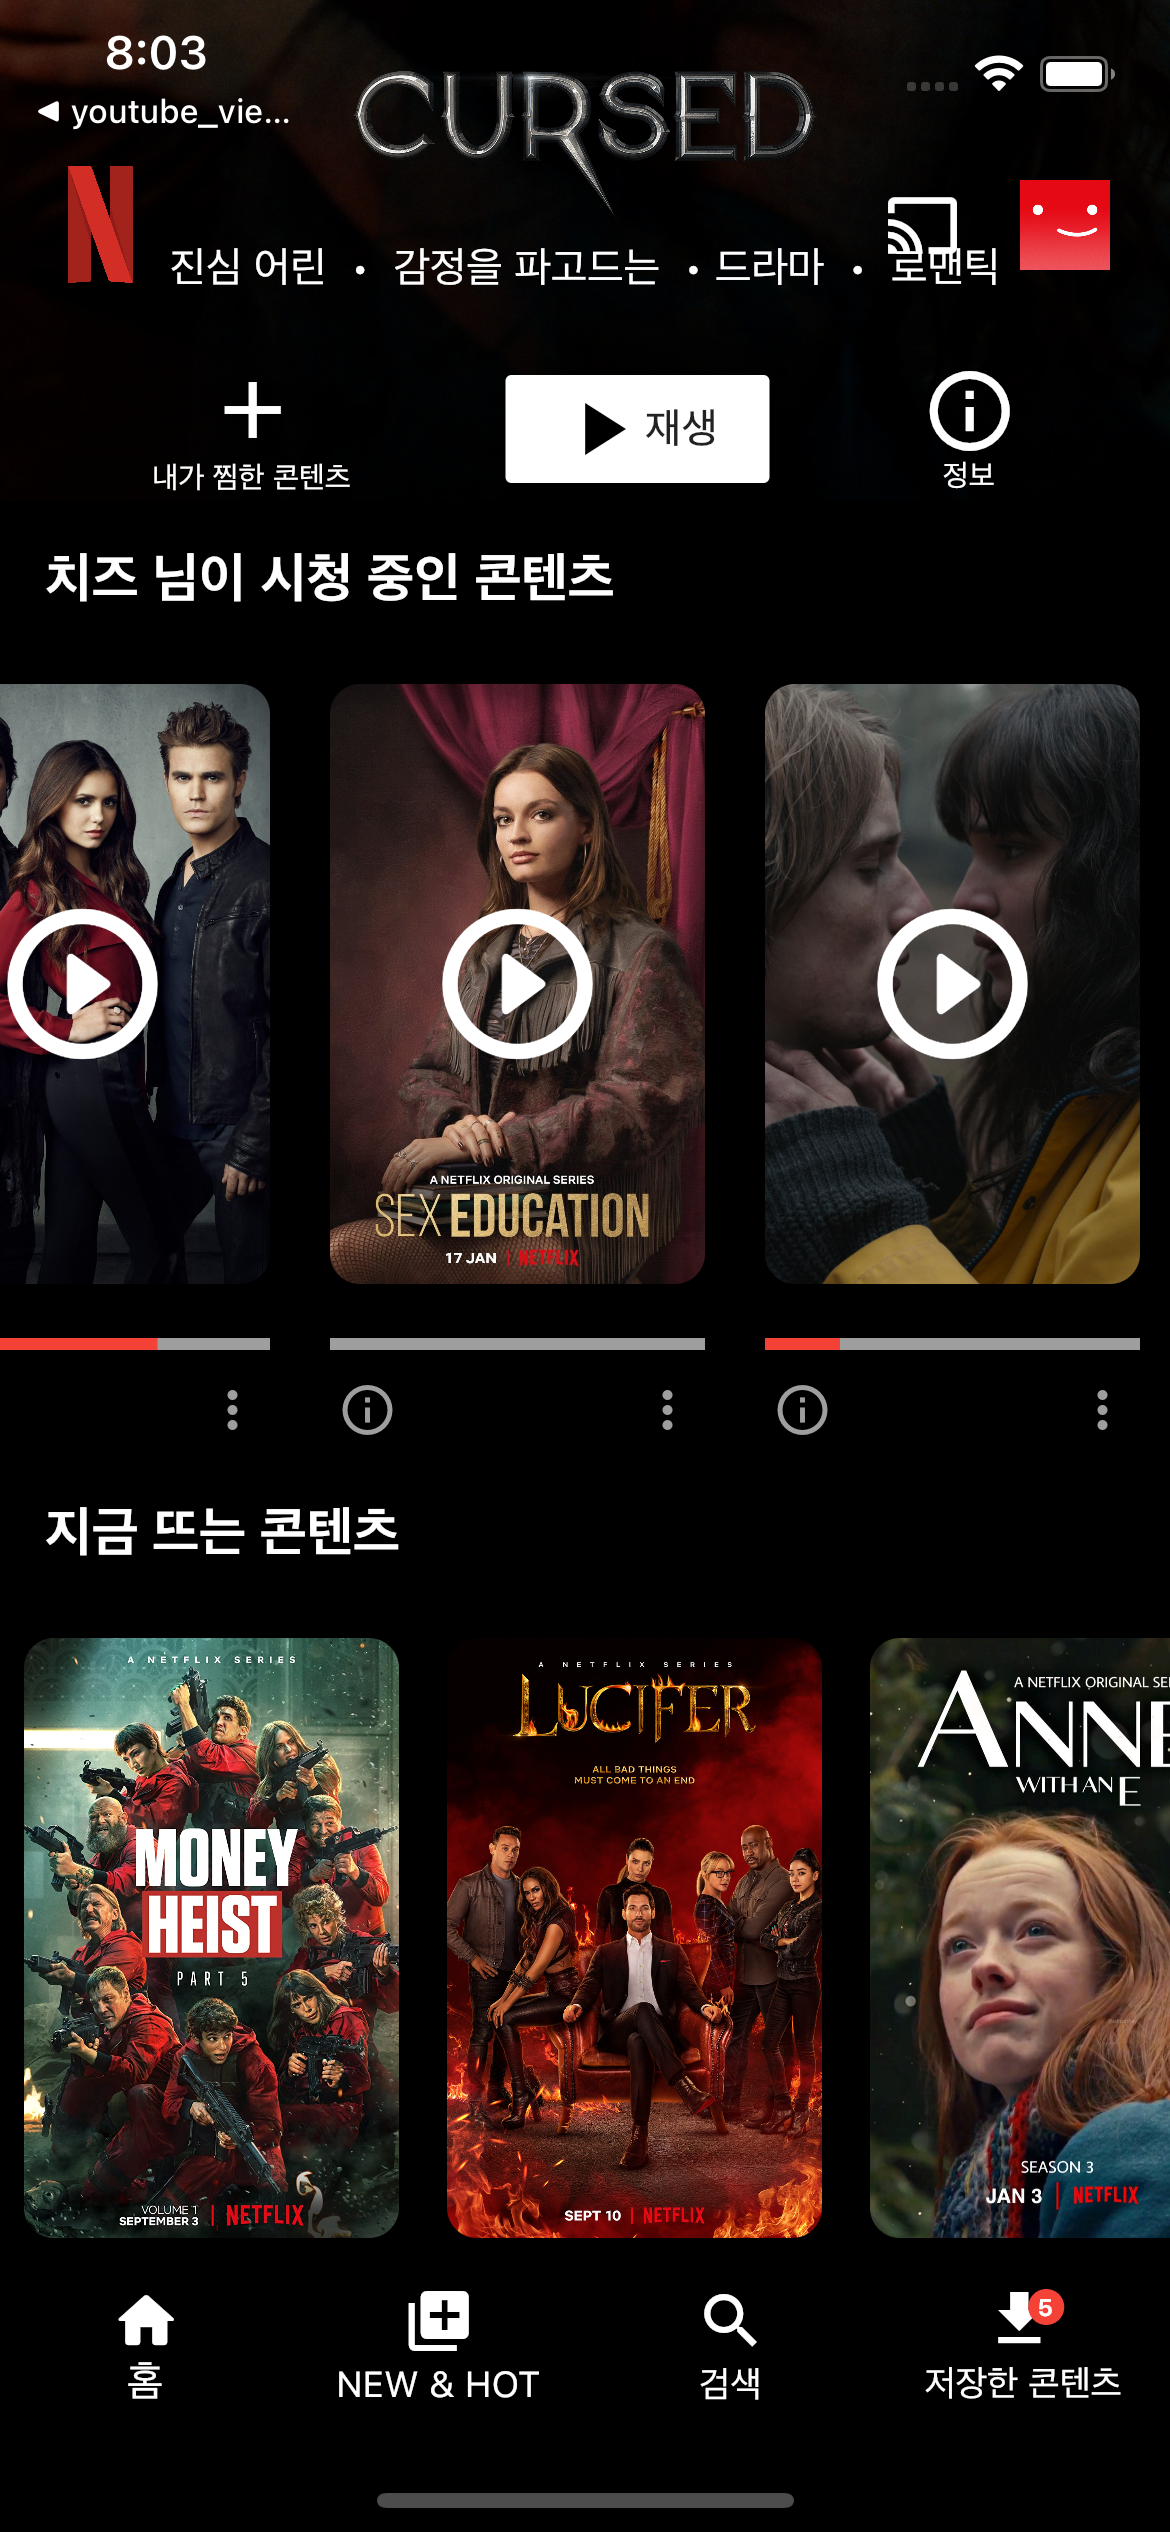 8:03
youtube_vie...
CURSED
진심 어린 • 감정을 파고드는 • 드라마 • 로맨틱
내가 찜한 콘텐츠
재생
정보
치즈 님이 시청 중인 콘텐츠
A NETFLIX ORIGINAL SERIES
SEX EDUCATION
17 JAN | NETFLIX
지금 뜨는 콘텐츠
A NETFLIX SERIES
MONEY
HEIST
PART 5
VOLUME 1
SEPTEMBER 3 | NETFLIX
A NETFLIX SERIES
LUCIFER
ALL BAD THINGS
MUST COME TO AN END
SEPT 10 | NETFLIX
A NETFLIX ORIGINAL SE
ANNE
WITH AN E
SEASON 3
JAN 3 | NETFLIX
홈
NEW & HOT
검색
5
저장한 콘텐츠